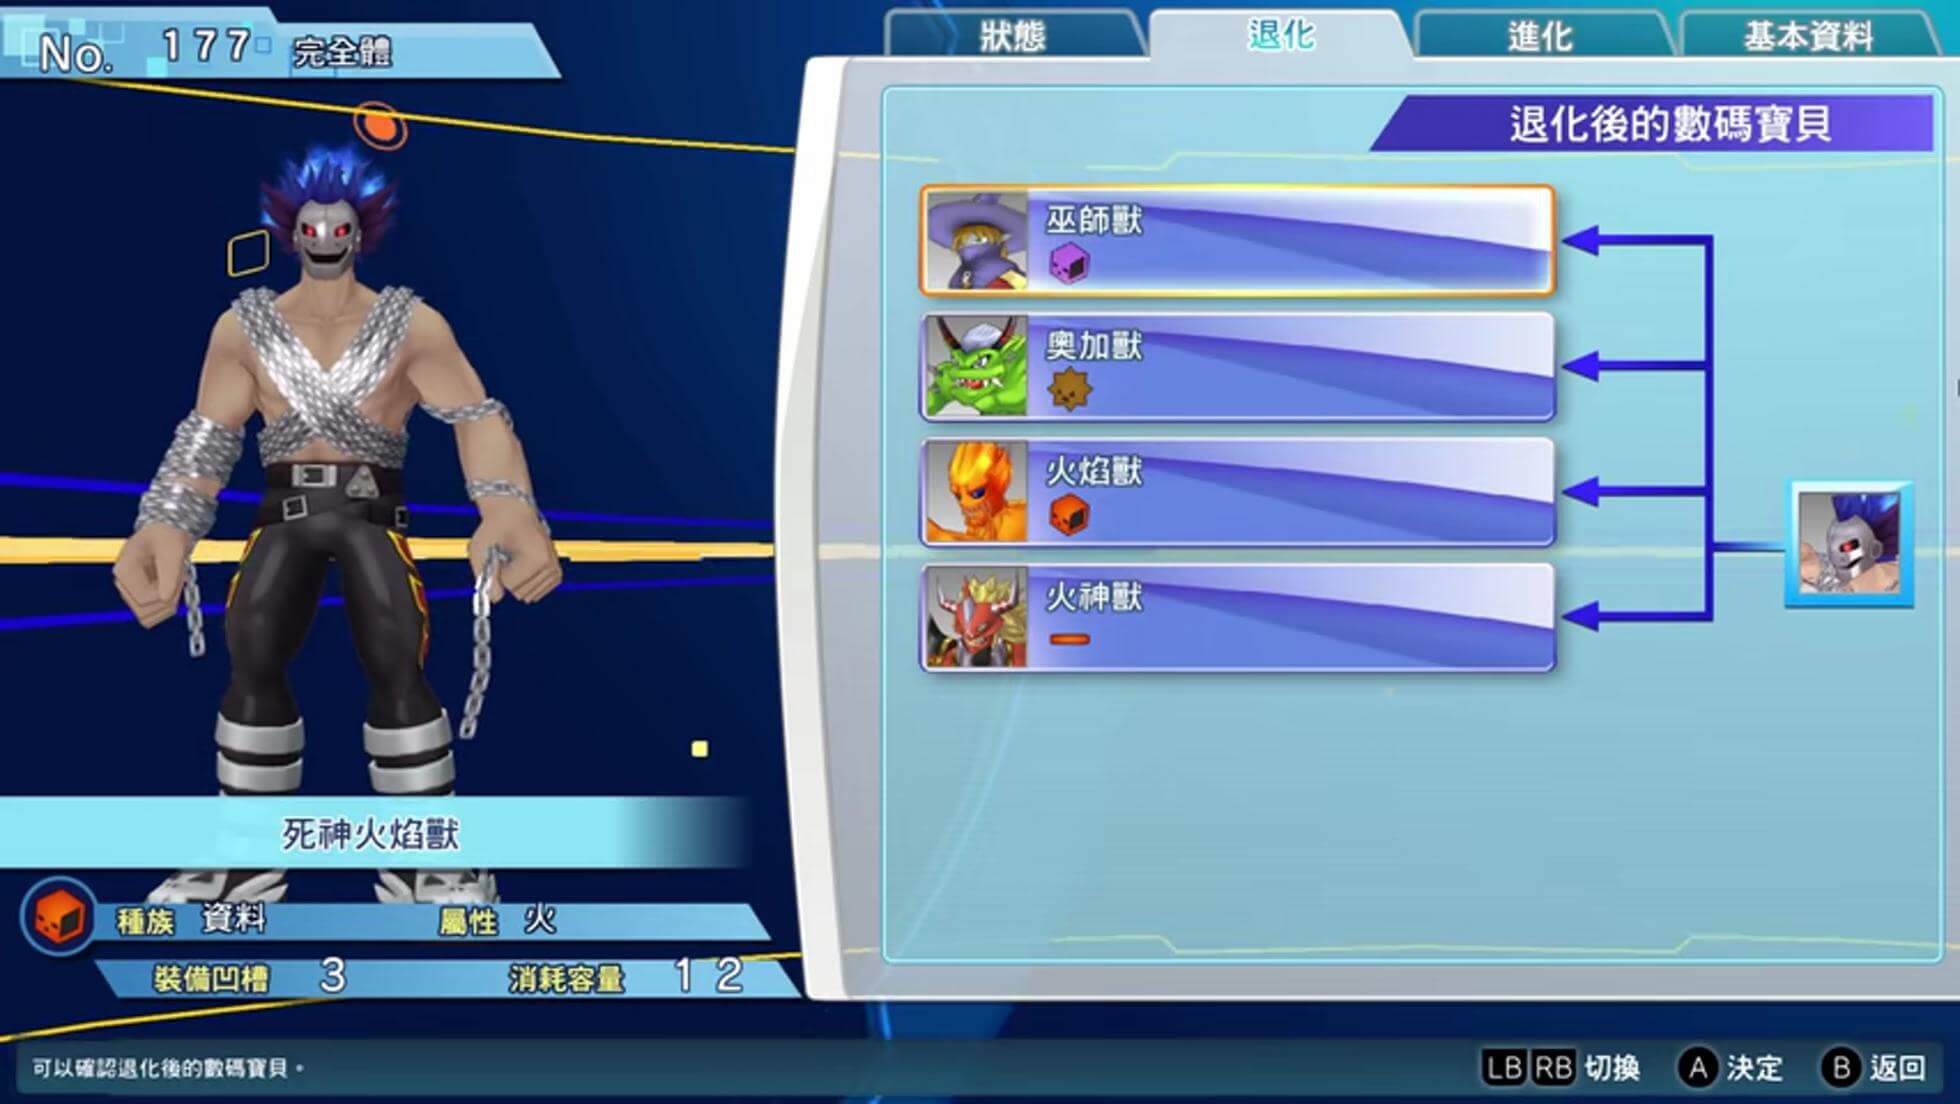 No. 177 完全體
狀態 退化 進化 基本資料
退化後的數碼寶貝
巫師獸
奧加獸
火焰獸
火神獸
死神火焰獸
種族 資料 屬性 火
裝備凹槽 3 消耗容量 12
可以確認退化後的數碼寶貝。
LB RB 切換 A 決定 B 返回